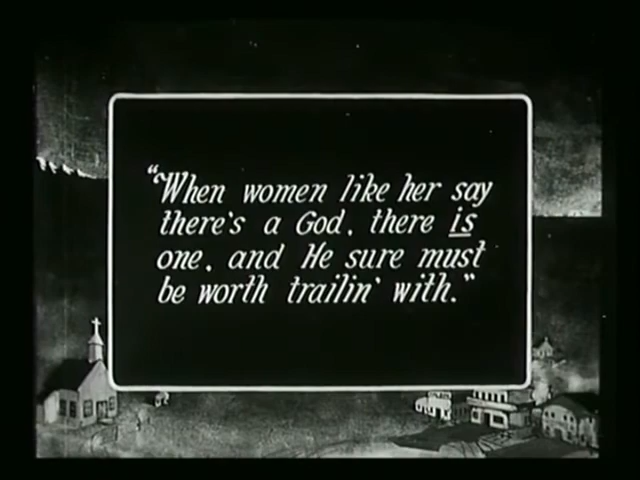 "When women like her say
there's a God, there is
one, and He sure must
be worth trailin' with."